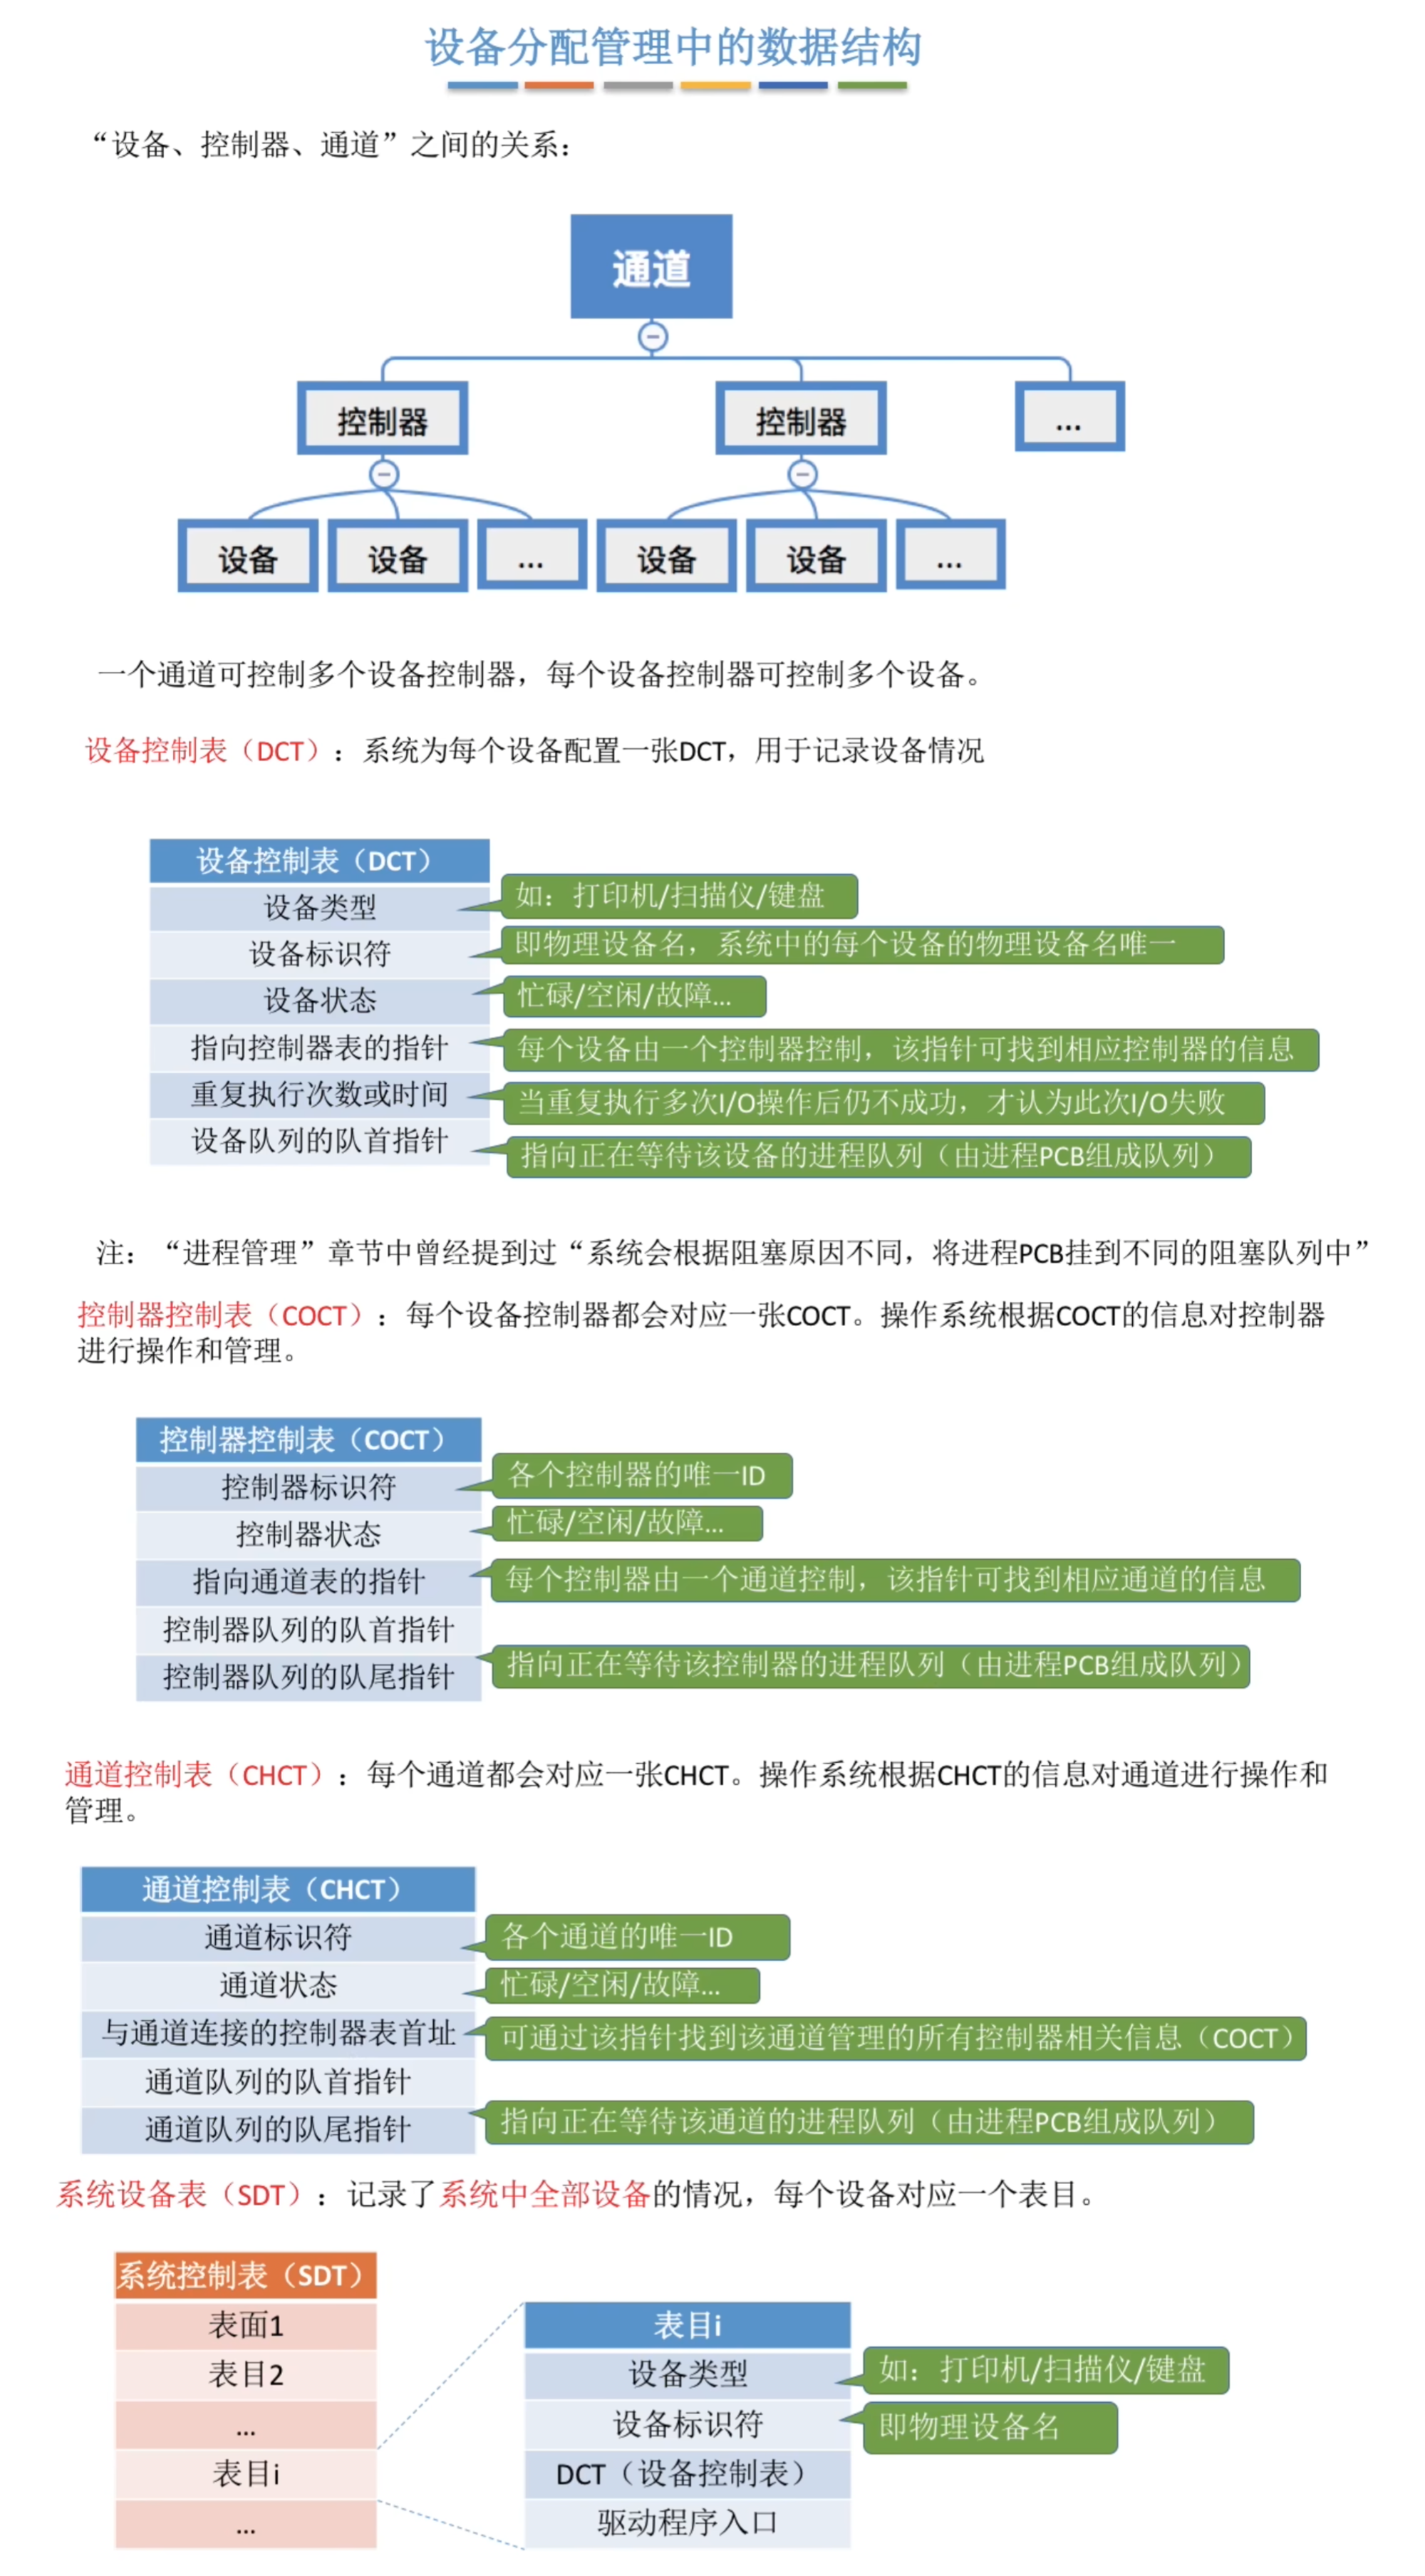 设备分配管理中的数据结构
“设备、控制器、通道”之间的关系：
通道
控制器
控制器
...
设备
设备
...
设备
设备
...
一个通道可控制多个设备控制器，每个设备控制器可控制多个设备。
设备控制表（DCT）：系统为每个设备配置一张DCT，用于记录设备情况
设备控制表（DCT）
设备类型
如：打印机/扫描仪/键盘
设备标识符
即物理设备名，系统中的每个设备的物理设备名唯一
设备状态
忙碌/空闲/故障...
指向控制器表的指针
每个设备由一个控制器控制，该指针可找到相应控制器的信息
重复执行次数或时间
当重复执行多次I/O操作后仍不成功，才认为此次I/O失败
设备队列的队首指针
指向正在等待该设备的进程队列（由进程PCB组成队列）
注：“进程管理”章节中曾经提到过“系统会根据阻塞原因不同，将进程PCB挂到不同的阻塞队列中”
控制器控制表（COCT）：每个设备控制器都会对应一张COCT。操作系统根据COCT的信息对控制器
进行操作和管理。
控制器控制表（COCT）
控制器标识符
各个控制器的唯一ID
控制器状态
忙碌/空闲/故障...
指向通道表的指针
每个控制器由一个通道控制，该指针可找到相应通道的信息
控制器队列的队首指针
控制器队列的队尾指针
指向正在等待该控制器的进程队列（由进程PCB组成队列）
通道控制表（CHCT）：每个通道都会对应一张CHCT。操作系统根据CHCT的信息对通道进行操作和
管理。
通道控制表（CHCT）
通道标识符
各个通道的唯一ID
通道状态
忙碌/空闲/故障...
与通道连接的控制器表首址
可通过该指针找到该通道管理的所有控制器相关信息（COCT）
通道队列的队首指针
通道队列的队尾指针
指向正在等待该通道的进程队列（由进程PCB组成队列）
系统设备表（SDT）：记录了系统中全部设备的情况，每个设备对应一个表目。
系统控制表（SDT）
表面1
表目2
...
表目i
...
表目i
设备类型
如：打印机/扫描仪/键盘
设备标识符
即物理设备名
DCT（设备控制表）
驱动程序入口